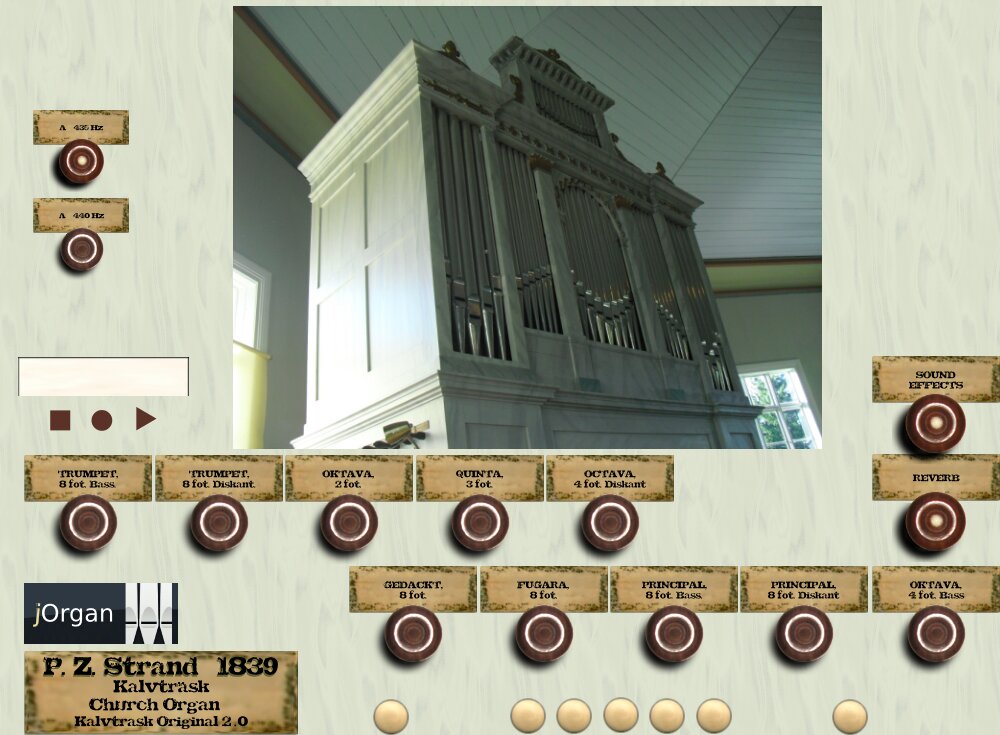 A 435 Hz
A 440 Hz
SOUND
EFFECTS
TRUMPET,
8 fot. Bass
TRUMPET,
8 fot. Diskant.
OKTAVA,
2 fot.
QUINTA,
3 fot.
OCTAVA,
4 fot. Diskant
REVERB
GEDACKT,
8 fot.
FUGARA,
8 fot.
PRINCIPAL,
8 fot. Bass
PRINCIPAL,
8 fot. Diskant
OKTAVA,
4 fot. Bass
jOrgan
P. Z. Strand 1839
Kalvträsk
Church Organ
Kalvträsk Original 2.0